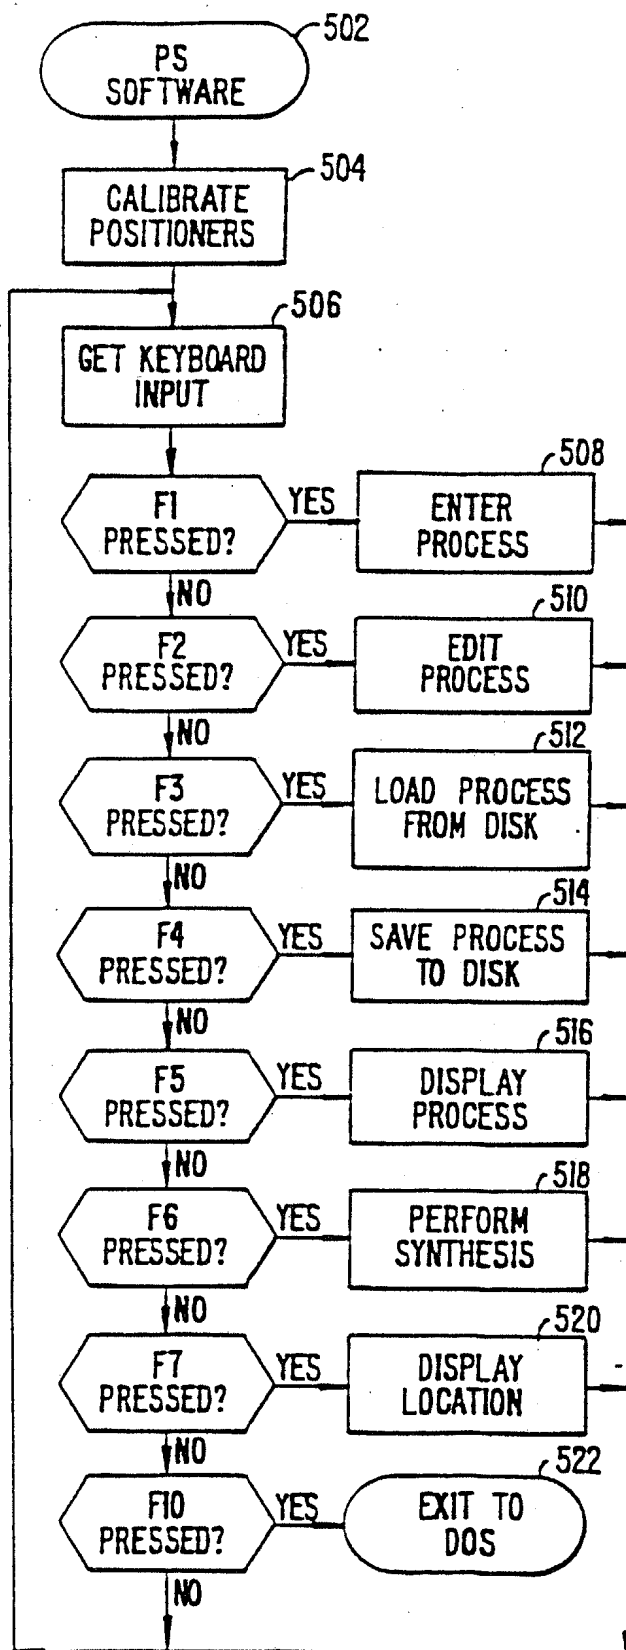 502
PS
SOFTWARE
504
CALIBRATE
POSITIONERS
506
GET KEYBOARD
INPUT
508
F1
PRESSED?
YES
ENTER
PROCESS
NO
510
F2
PRESSED?
YES
EDIT
PROCESS
NO
512
F3
PRESSED?
YES
LOAD PROCESS
FROM DISK
NO
514
F4
PRESSED?
YES
SAVE PROCESS
TO DISK
NO
516
F5
PRESSED?
YES
DISPLAY
PROCESS
NO
518
F6
PRESSED?
YES
PERFORM
SYNTHESIS
NO
520
F7
PRESSED?
YES
DISPLAY
LOCATION
NO
522
F10
PRESSED?
YES
EXIT TO
DOS
NO